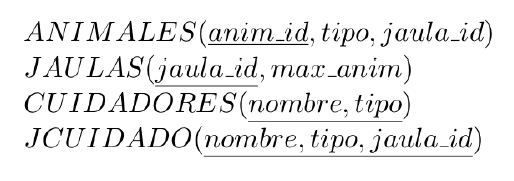 ANIMALES(anim_id, tipo, jaula_id)
JAULAS(jaula_id, max_anim)
CUIDADORES(nombre, tipo)
JCUIDADO(nombre, tipo, jaula_id)